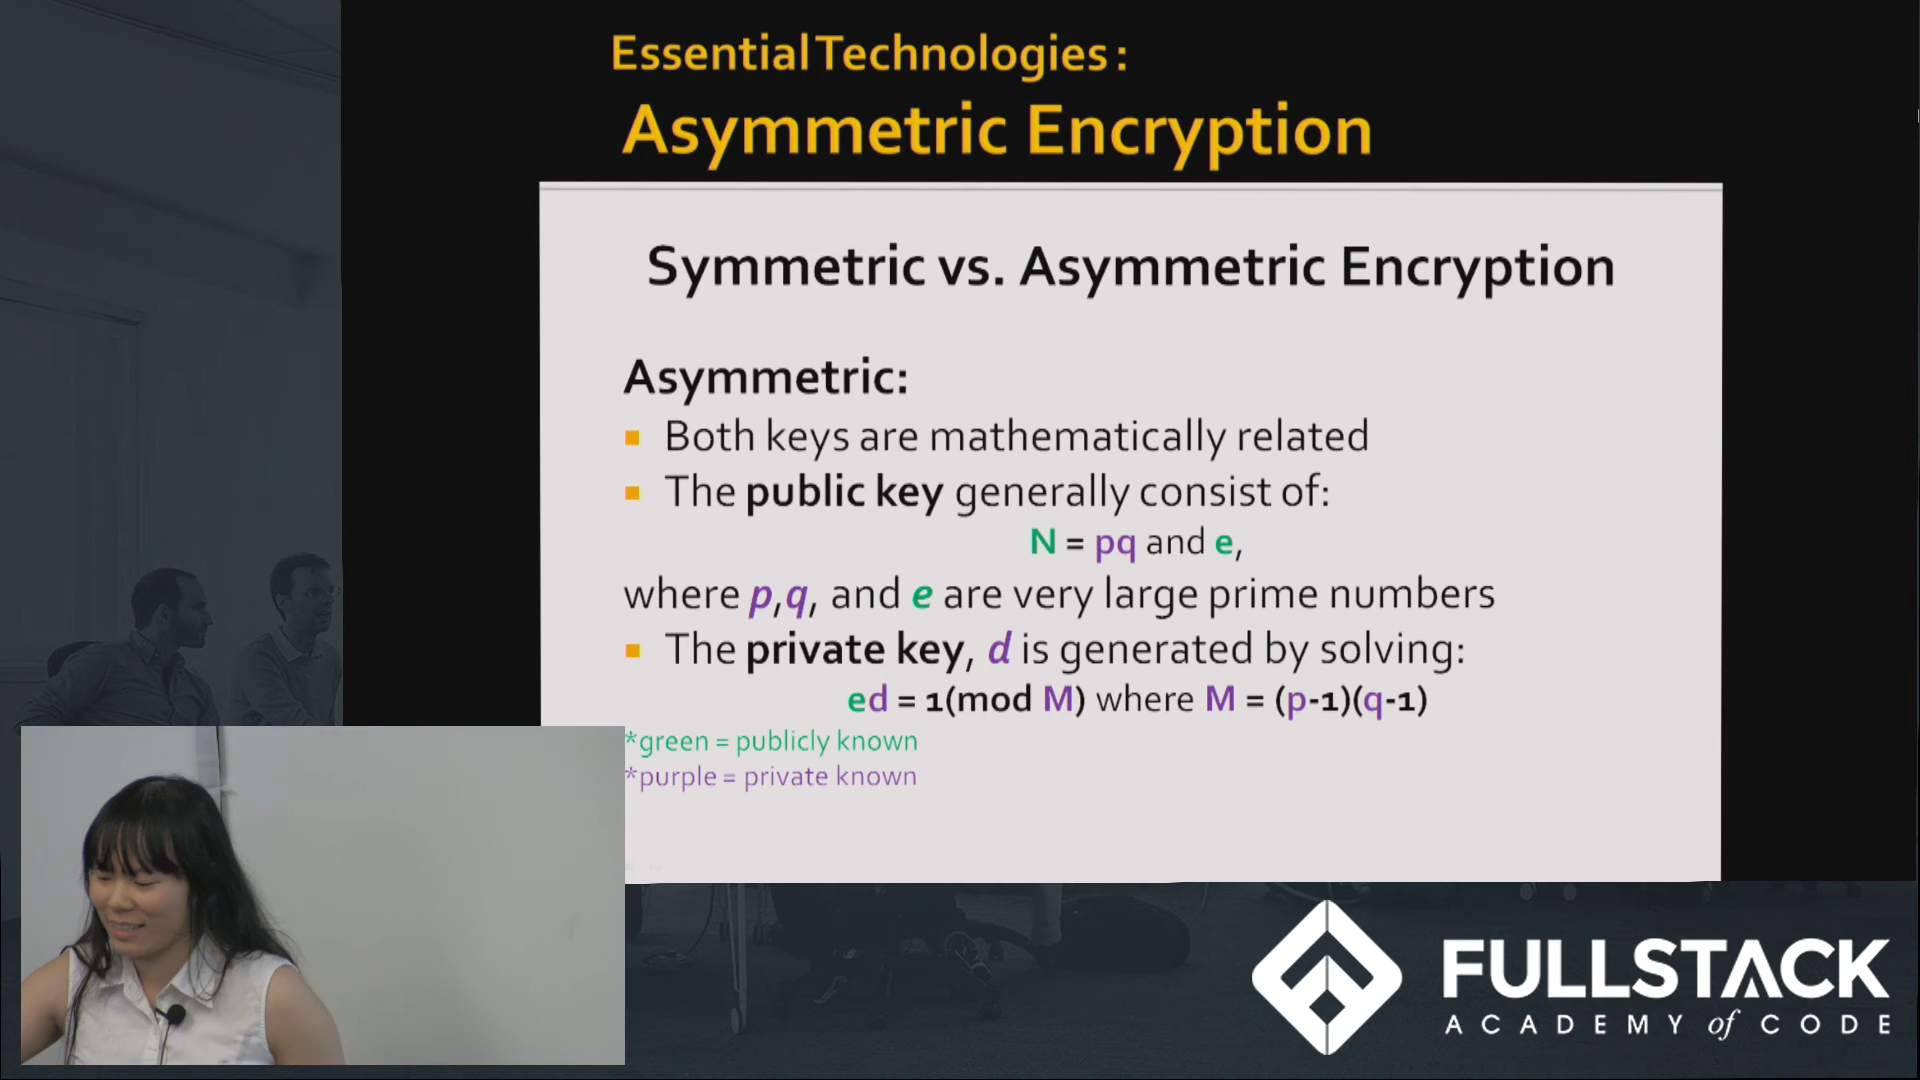 Essential Technologies :
Asymmetric Encryption
Symmetric vs. Asymmetric Encryption
Asymmetric:
Both keys are mathematically related
The public key generally consist of:
N = pq and e,
where p,q, and e are very large prime numbers
The private key, d is generated by solving:
ed = 1(mod M) where M = (p-1)(q-1)
*green = publicly known
*purple = private known
FULLSTACK
ACADEMY of CODE